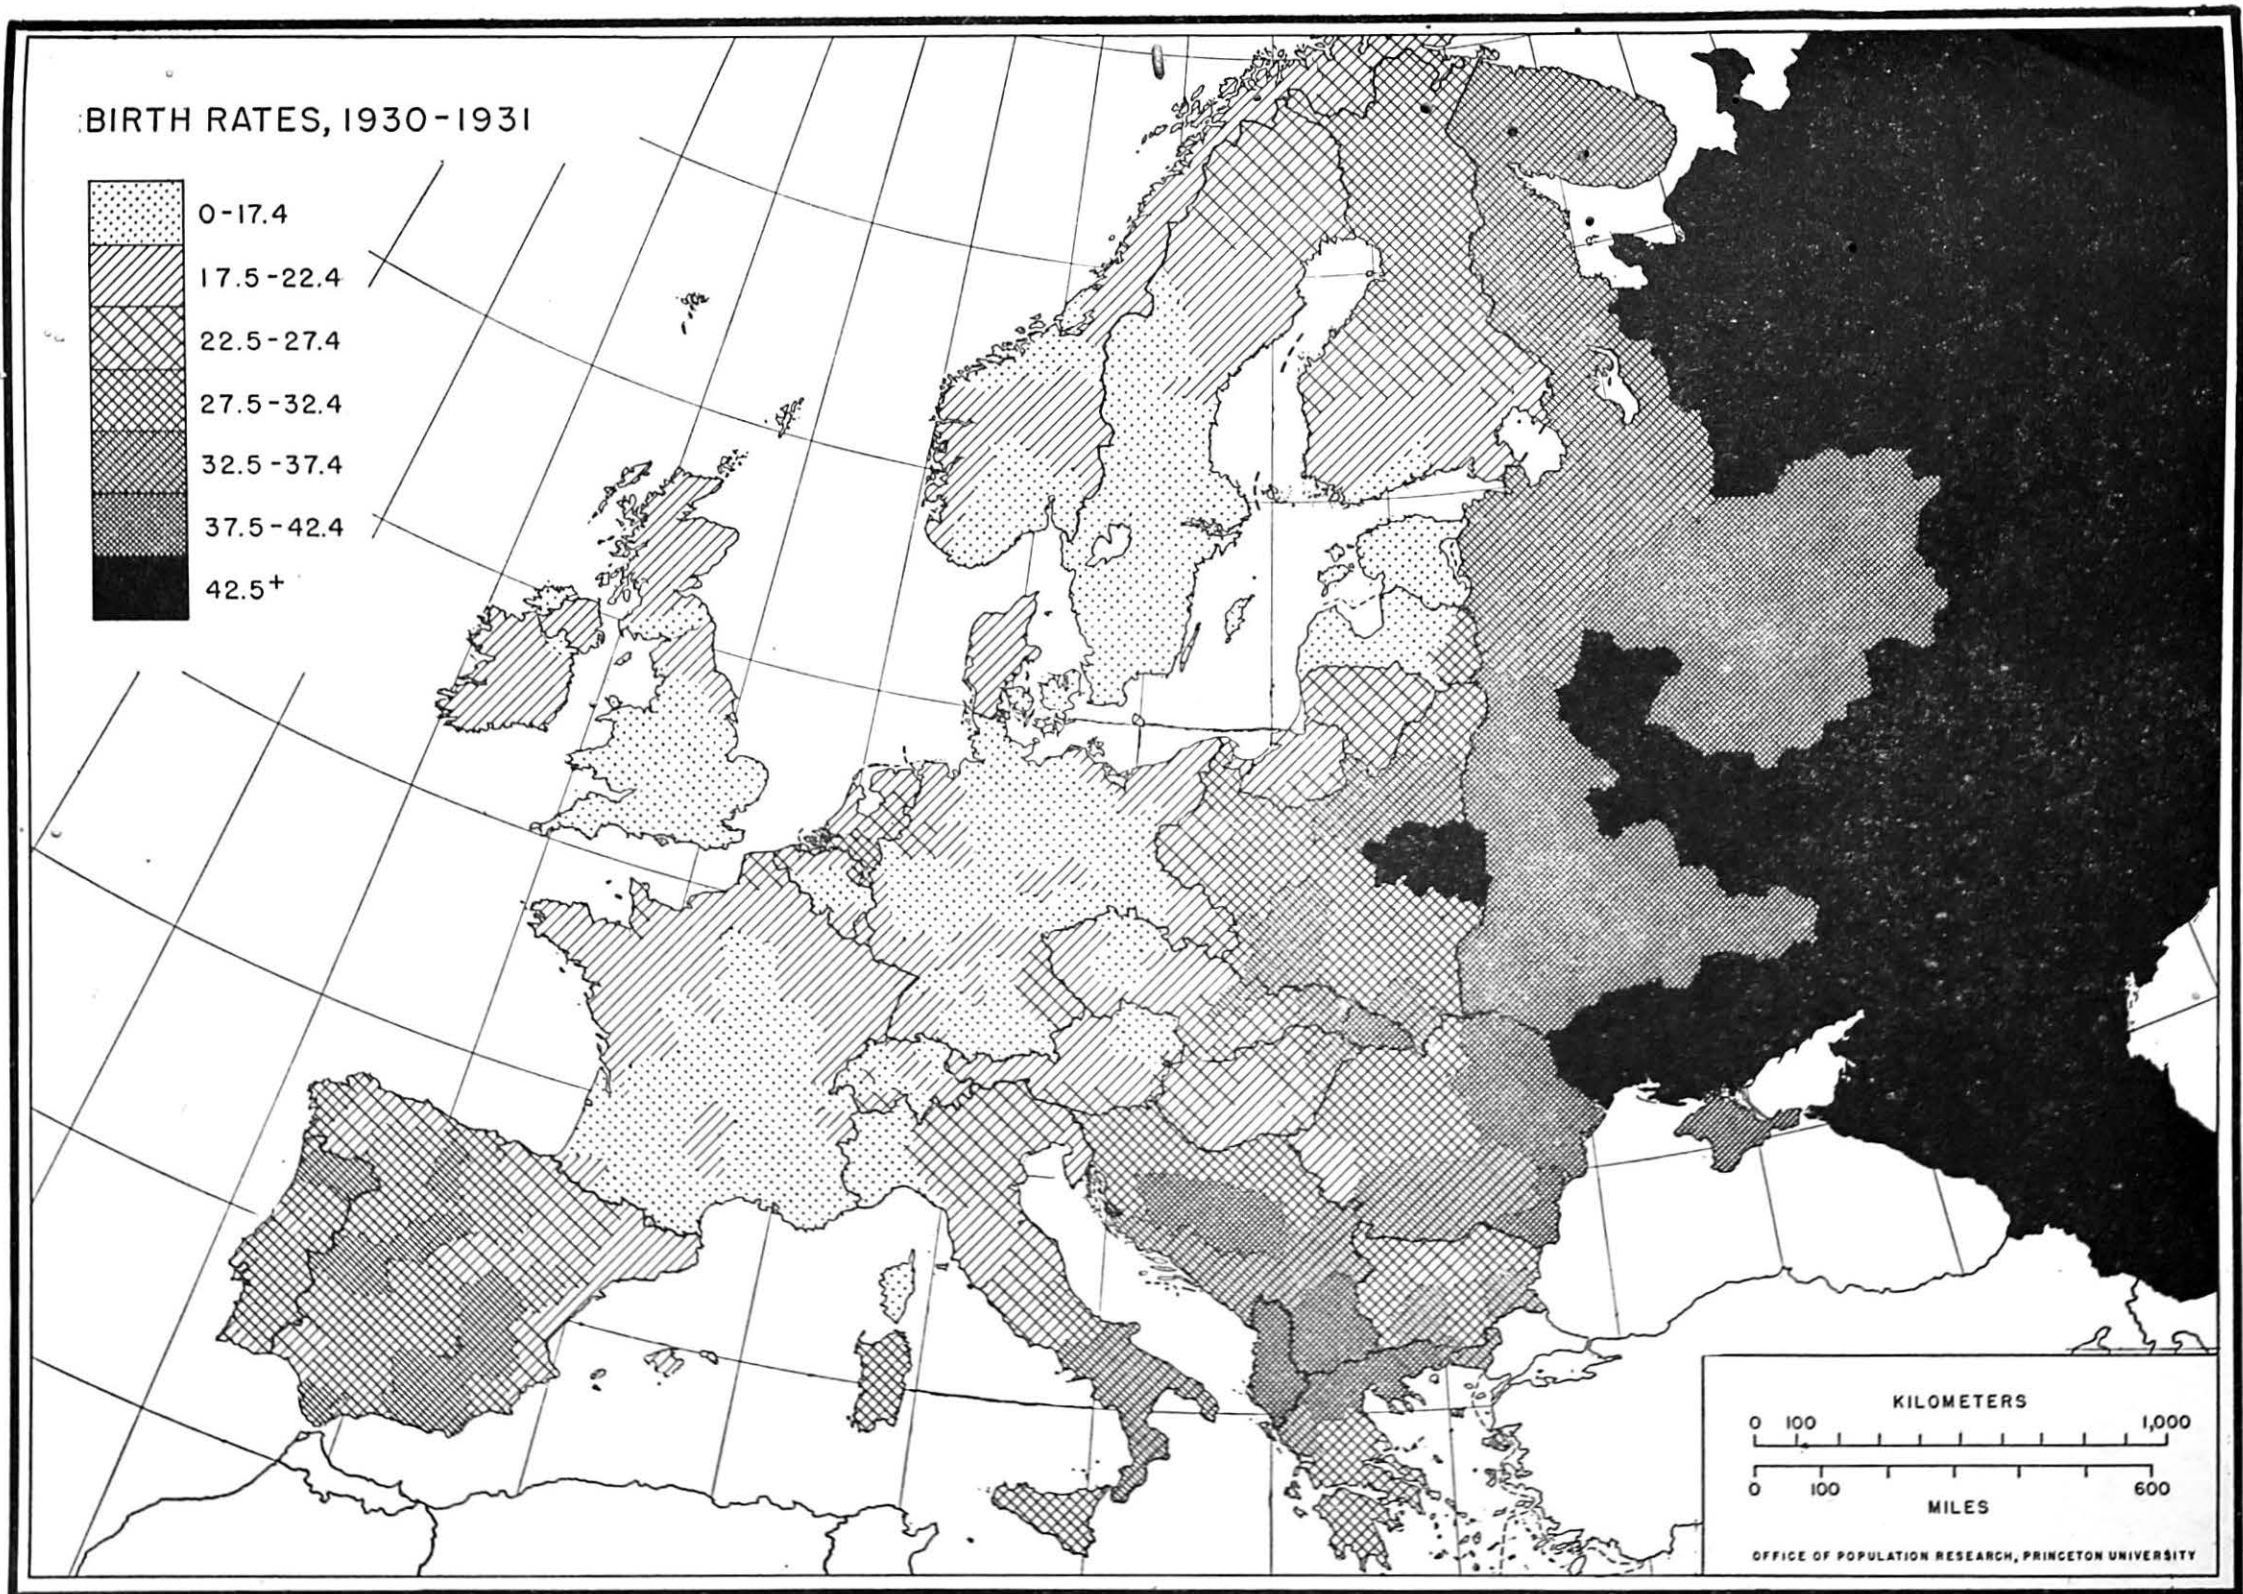 BIRTH RATES, 1930-1931
0-17.4
17.5-22.4
22.5-27.4
27.5-32.4
32.5-37.4
37.5-42.4
42.5+
KILOMETERS
0 100 1,000
0 100 600
MILES
OFFICE OF POPULATION RESEARCH, PRINCETON UNIVERSITY